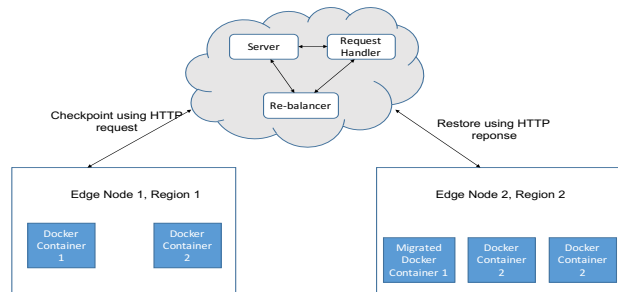 Server
Request
Handler
Re-balancer
Checkpoint using HTTP
request
Restore using HTTP
reponse
Edge Node 1, Region 1
Edge Node 2, Region 2
Docker
Container
1
Docker
Container
2
Migrated
Docker
Container 1
Docker
Container
2
Docker
Container
2